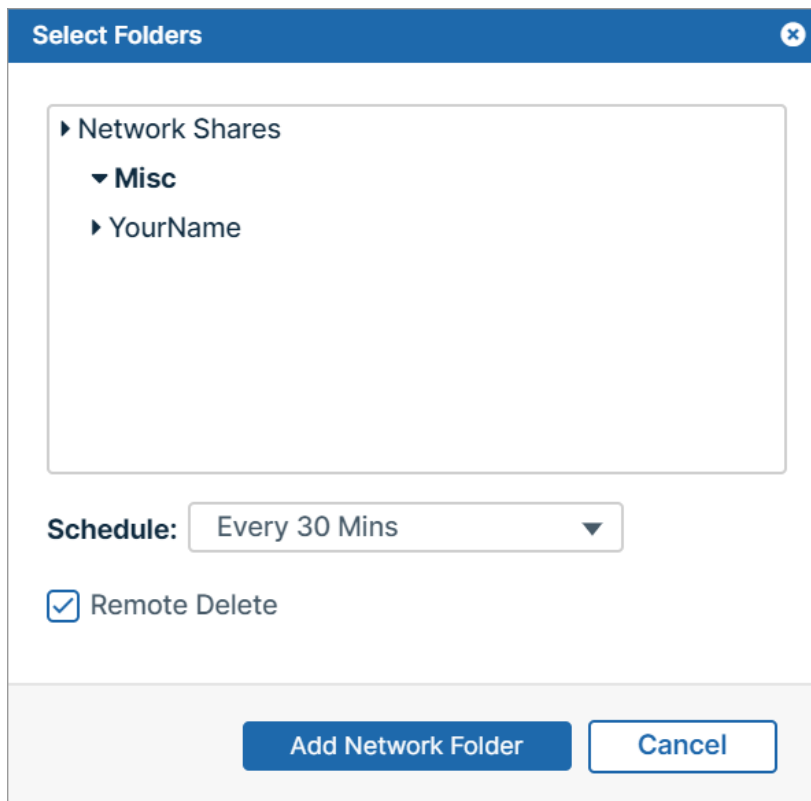 Select Folders
Network Shares
Misc
YourName
Schedule: Every 30 Mins
Remote Delete
Add Network Folder Cancel